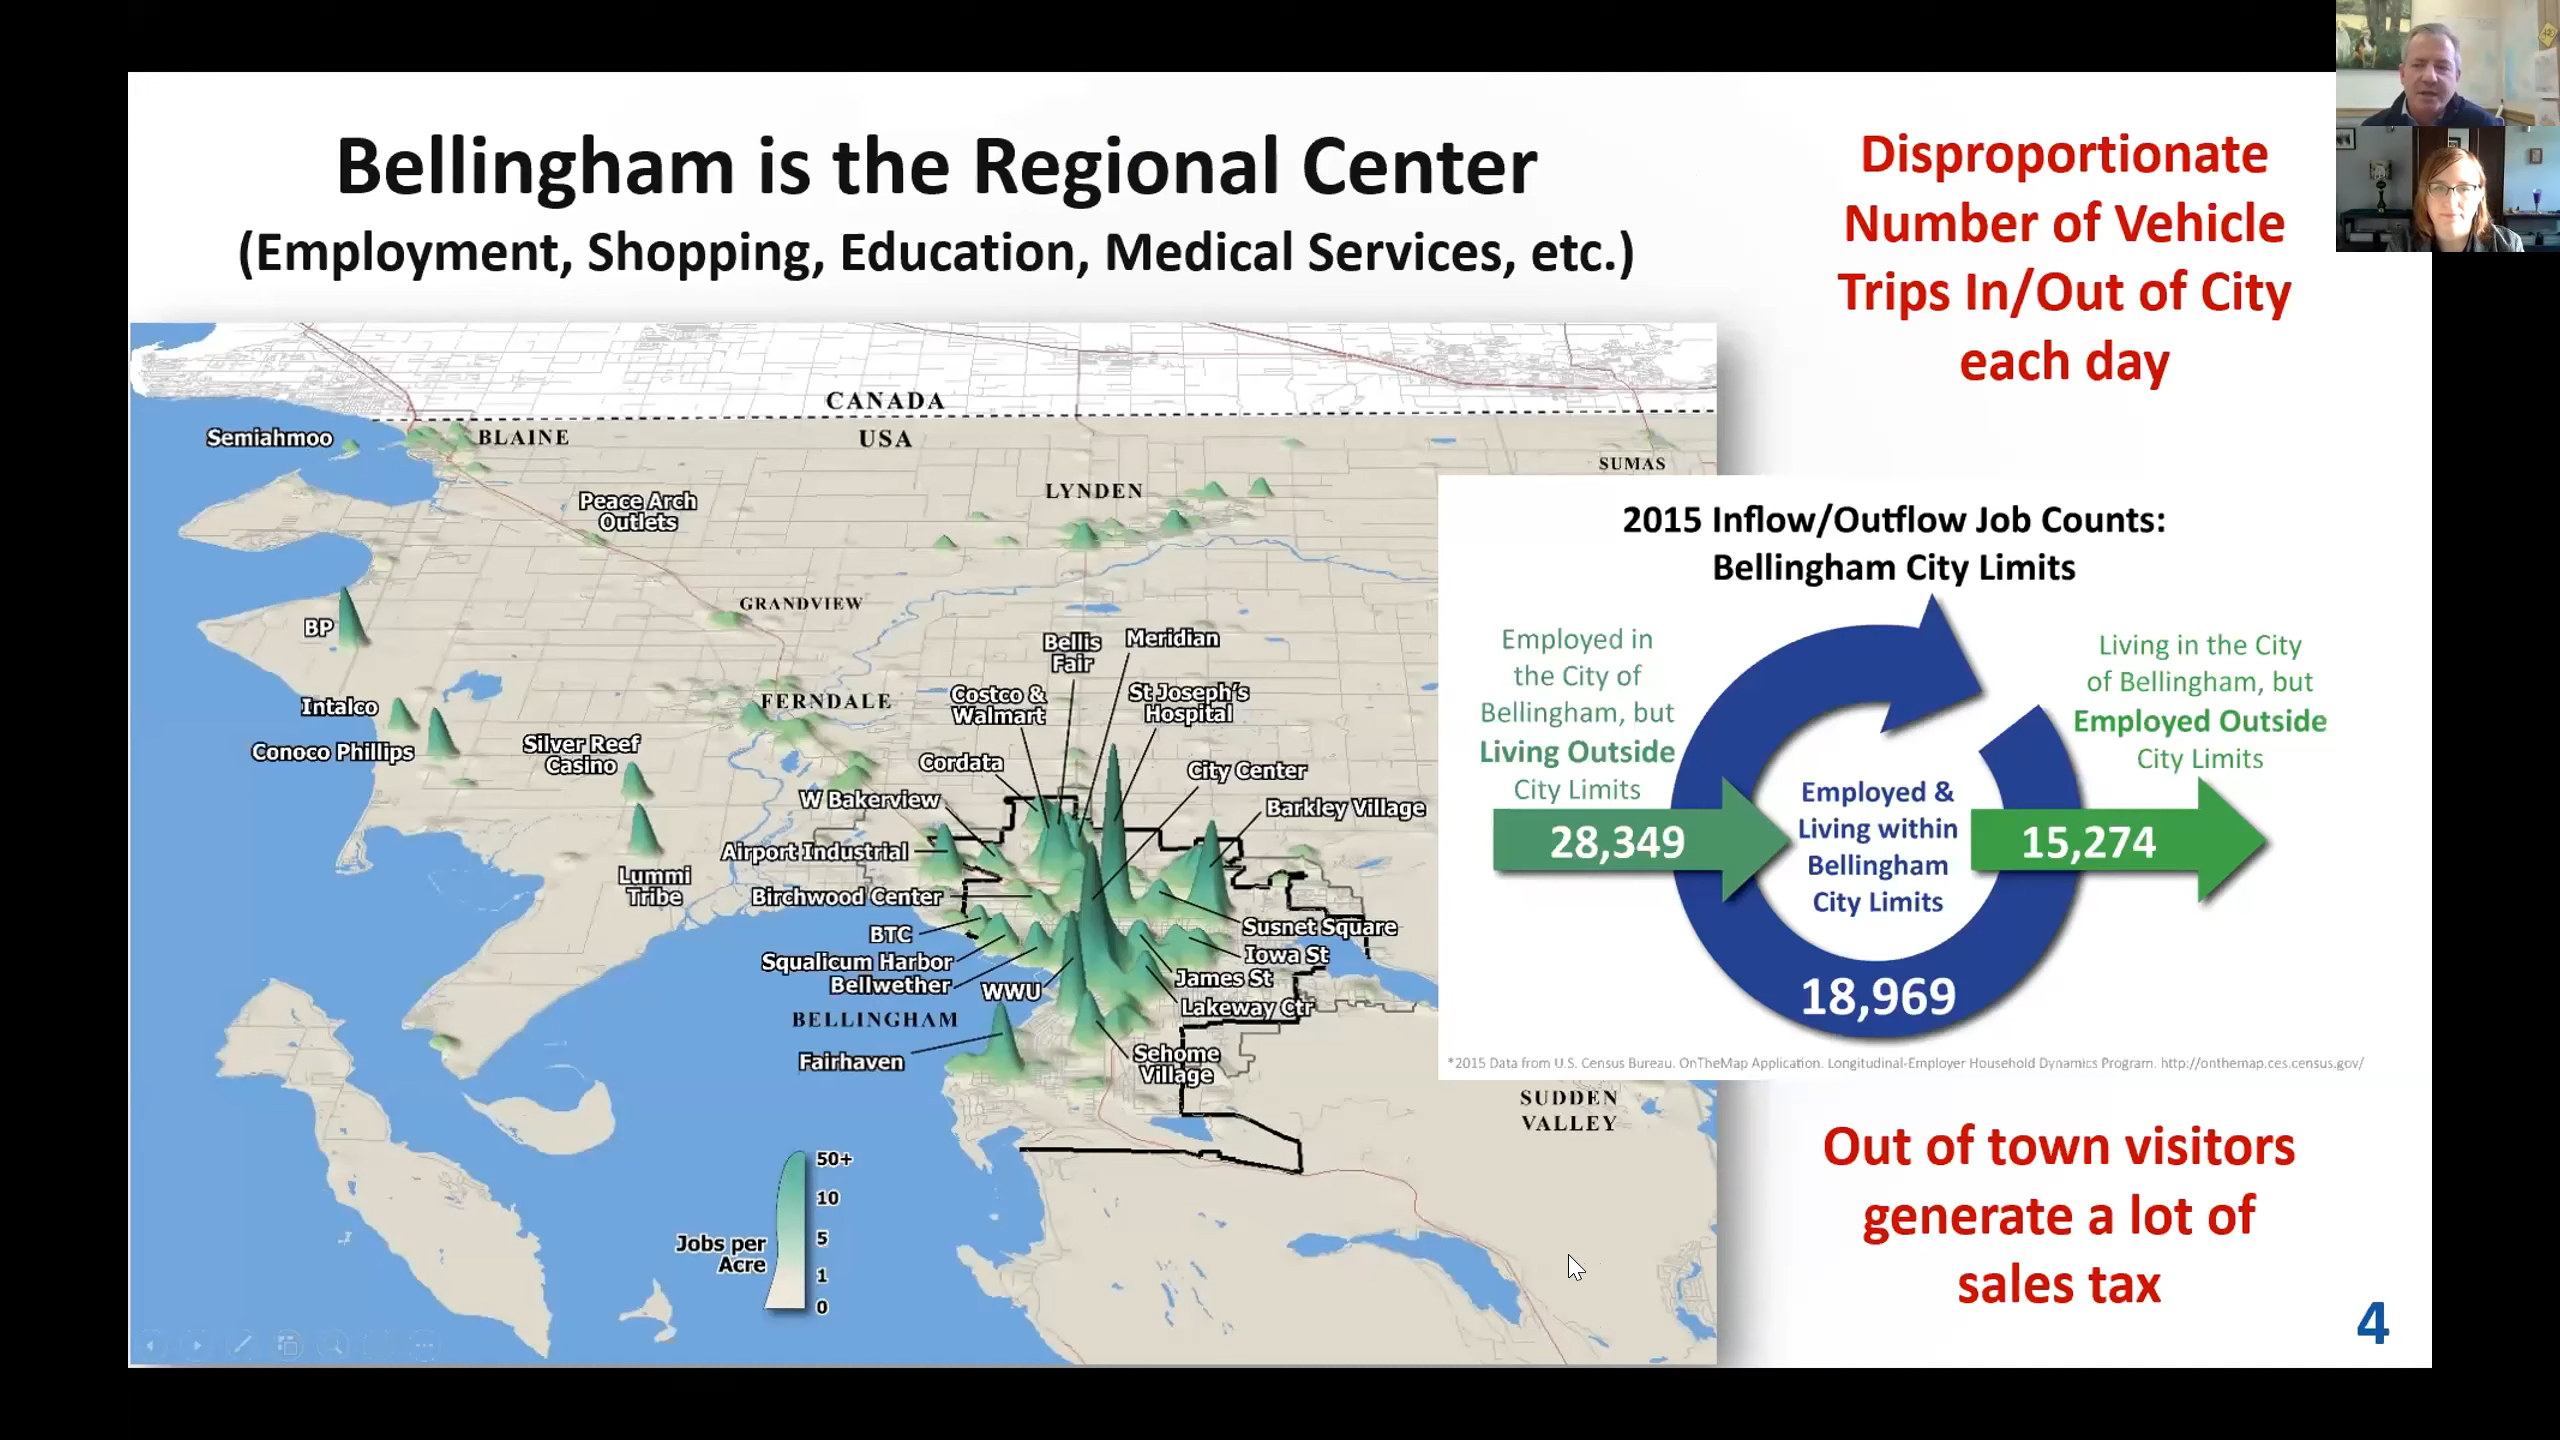 Bellingham is the Regional Center
(Employment, Shopping, Education, Medical Services, etc.)
Disproportionate
Number of Vehicle
Trips In/Out of City
each day
CANADA
USA
Semiahmoo
BLAINE
SUMAS
LYNDEN
Peace Arch
Outlets
GRANDVIEW
BP
Bellis
Fair
Meridian
Intalco
FERNDALE
Costco &
Walmart
St Joseph's
Hospital
Conoco Phillips
Silver Reef
Casino
Cordata
City Center
W Bakerview
Barkley Village
Airport Industrial
Lummi
Tribe
Birchwood Center
BTC
Susnet Square
Squalicum Harbor
Iowa St
Bellwether
WWU
James St
Lakeway Ctr
BELLINGHAM
Fairhaven
Sehome
Village
SUDDEN
VALLEY
Jobs per
Acre
50+
10
5
1
0
2015 Inflow/Outflow Job Counts:
Bellingham City Limits
Employed in
the City of
Bellingham, but
Living Outside
City Limits
28,349
Employed &
Living within
Bellingham
City Limits
18,969
Living in the City
of Bellingham, but
Employed Outside
City Limits
15,274
*2015 Data from U.S. Census Bureau. OnTheMap Application. Longitudinal-Employer Household Dynamics Program. http://onthemap.ces.census.gov/
Out of town visitors
generate a lot of
sales tax
4